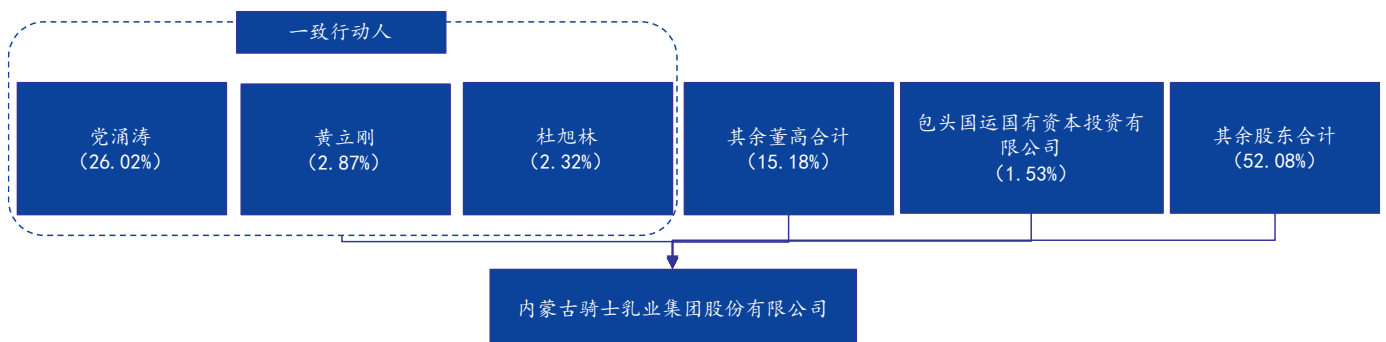 一致行动人
党涌涛
（26.02%）
黄立刚
（2.87%）
杜旭林
（2.32%）
其余董高合计
（15.18%）
包头国运国有资本投资有
限公司
（1.53%）
其余股东合计
（52.08%）
内蒙古骑士乳业集团股份有限公司